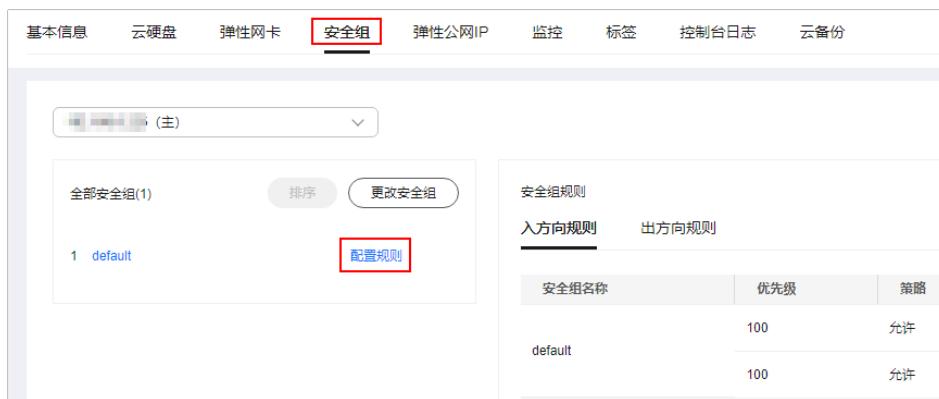 基本信息 云硬盘 弹性网卡 安全组 弹性公网IP 监控 标签 控制台日志 云备份
(主)
全部安全组(1) 排序 更改安全组
1 default 配置规则
安全组规则
入方向规则 出方向规则
安全组名称 优先级 策略
100 允许
default
100 允许